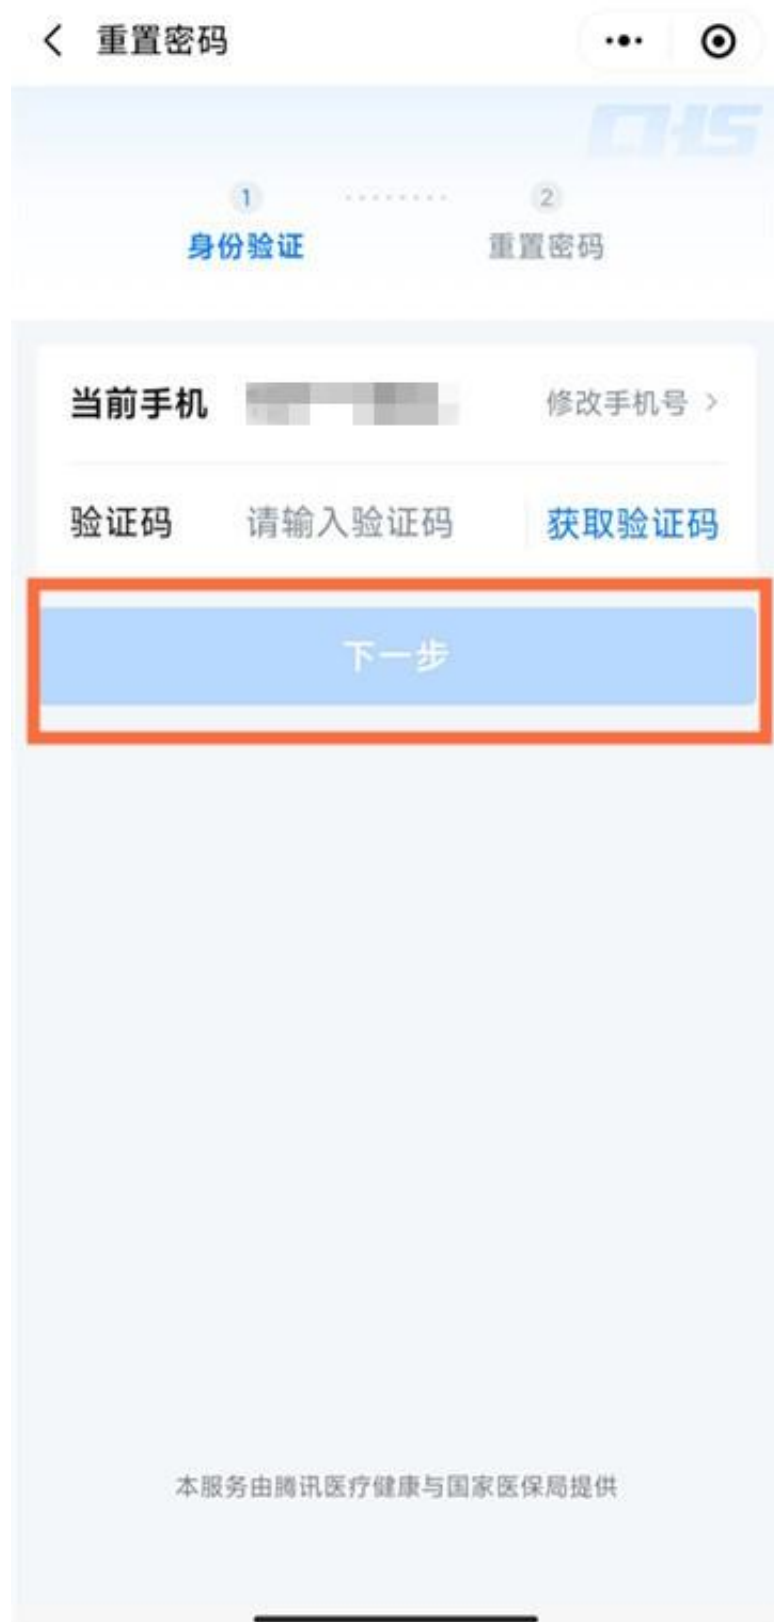 重置密码
CHS
1
2
身份验证
重置密码
当前手机
修改手机号 >
验证码
请输入验证码
获取验证码
下一步
本服务由腾讯医疗健康与国家医保局提供